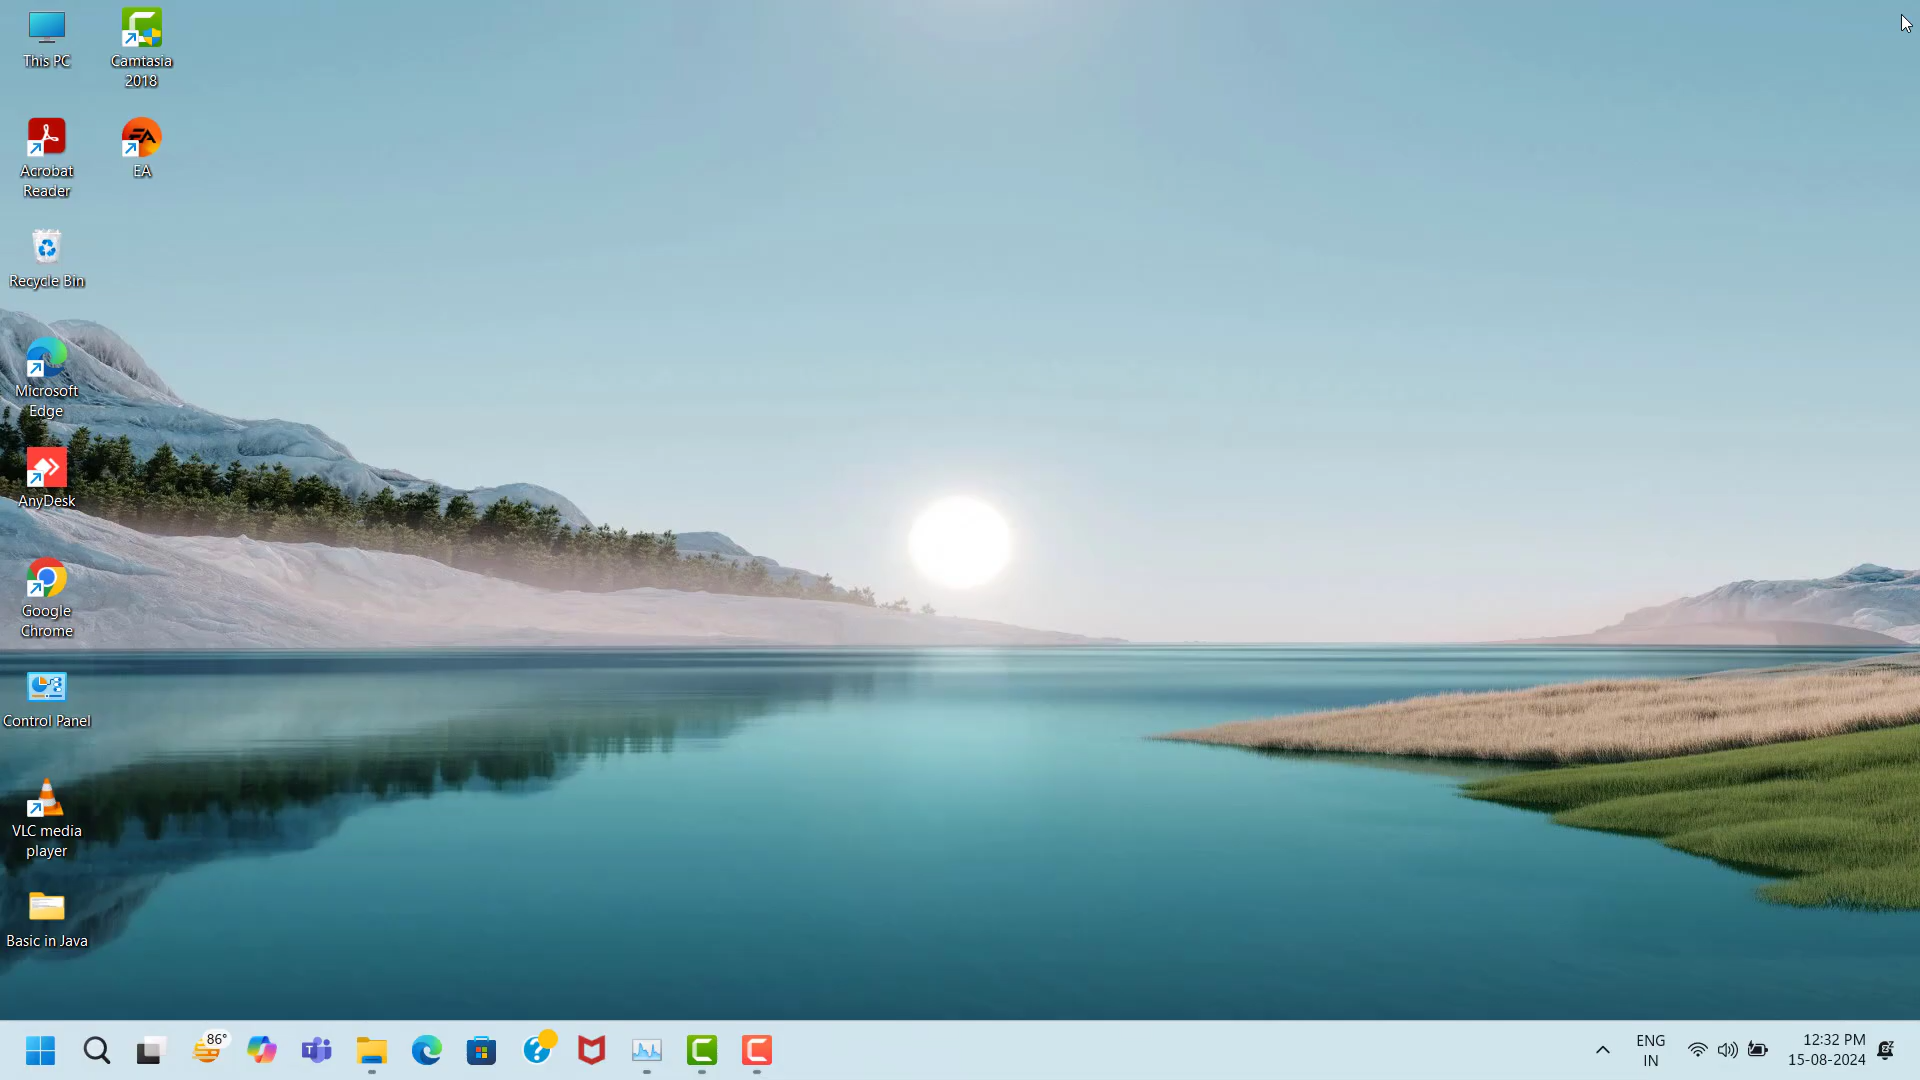 This PC
Camtasia
2018
Acrobat
Reader
EA
Recycle Bin
Microsoft
Edge
AnyDesk
Google
Chrome
Control Panel
VLC media
player
Basic in Java
86°
ENG
IN
12:32 PM
15-08-2024